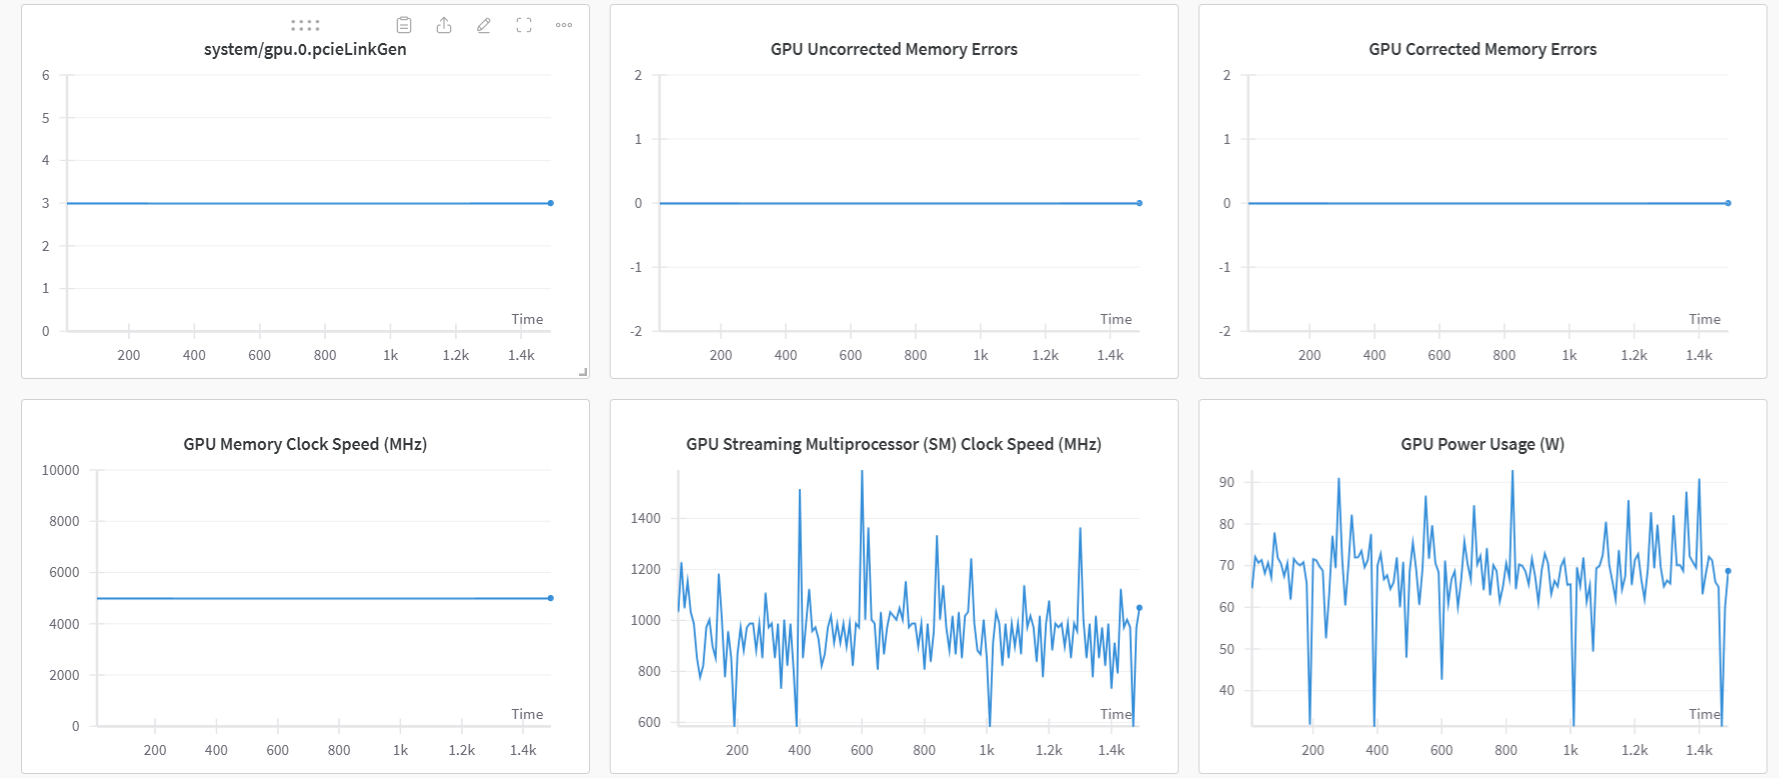 system/gpu.0.pcieLinkGen
6
5
4
3
2
1
0
Time
200 400 600 800 1k 1.2k 1.4k
GPU Uncorrected Memory Errors
2
1
0
-1
-2
Time
200 400 600 800 1k 1.2k 1.4k
GPU Corrected Memory Errors
2
1
0
-1
-2
Time
200 400 600 800 1k 1.2k 1.4k
GPU Memory Clock Speed (MHz)
10000
8000
6000
4000
2000
0
Time
200 400 600 800 1k 1.2k 1.4k
GPU Streaming Multiprocessor (SM) Clock Speed (MHz)
1400
1200
1000
800
600
Time
200 400 600 800 1k 1.2k 1.4k
GPU Power Usage (W)
90
80
70
60
50
40
Time
200 400 600 800 1k 1.2k 1.4k